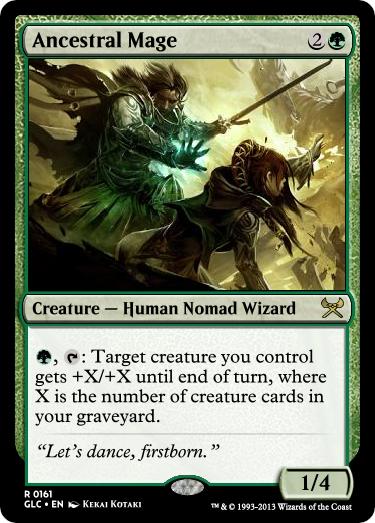 Ancestral Mage 2
Creature — Human Nomad Wizard
, : Target creature you control
gets +X/+X until end of turn, where
X is the number of creature cards in
your graveyard.
“Let’s dance, firstborn.”
1/4
R 0161
GLC • EN Kekai Kotaki
™ & © 1993-2013 Wizards of the Coast